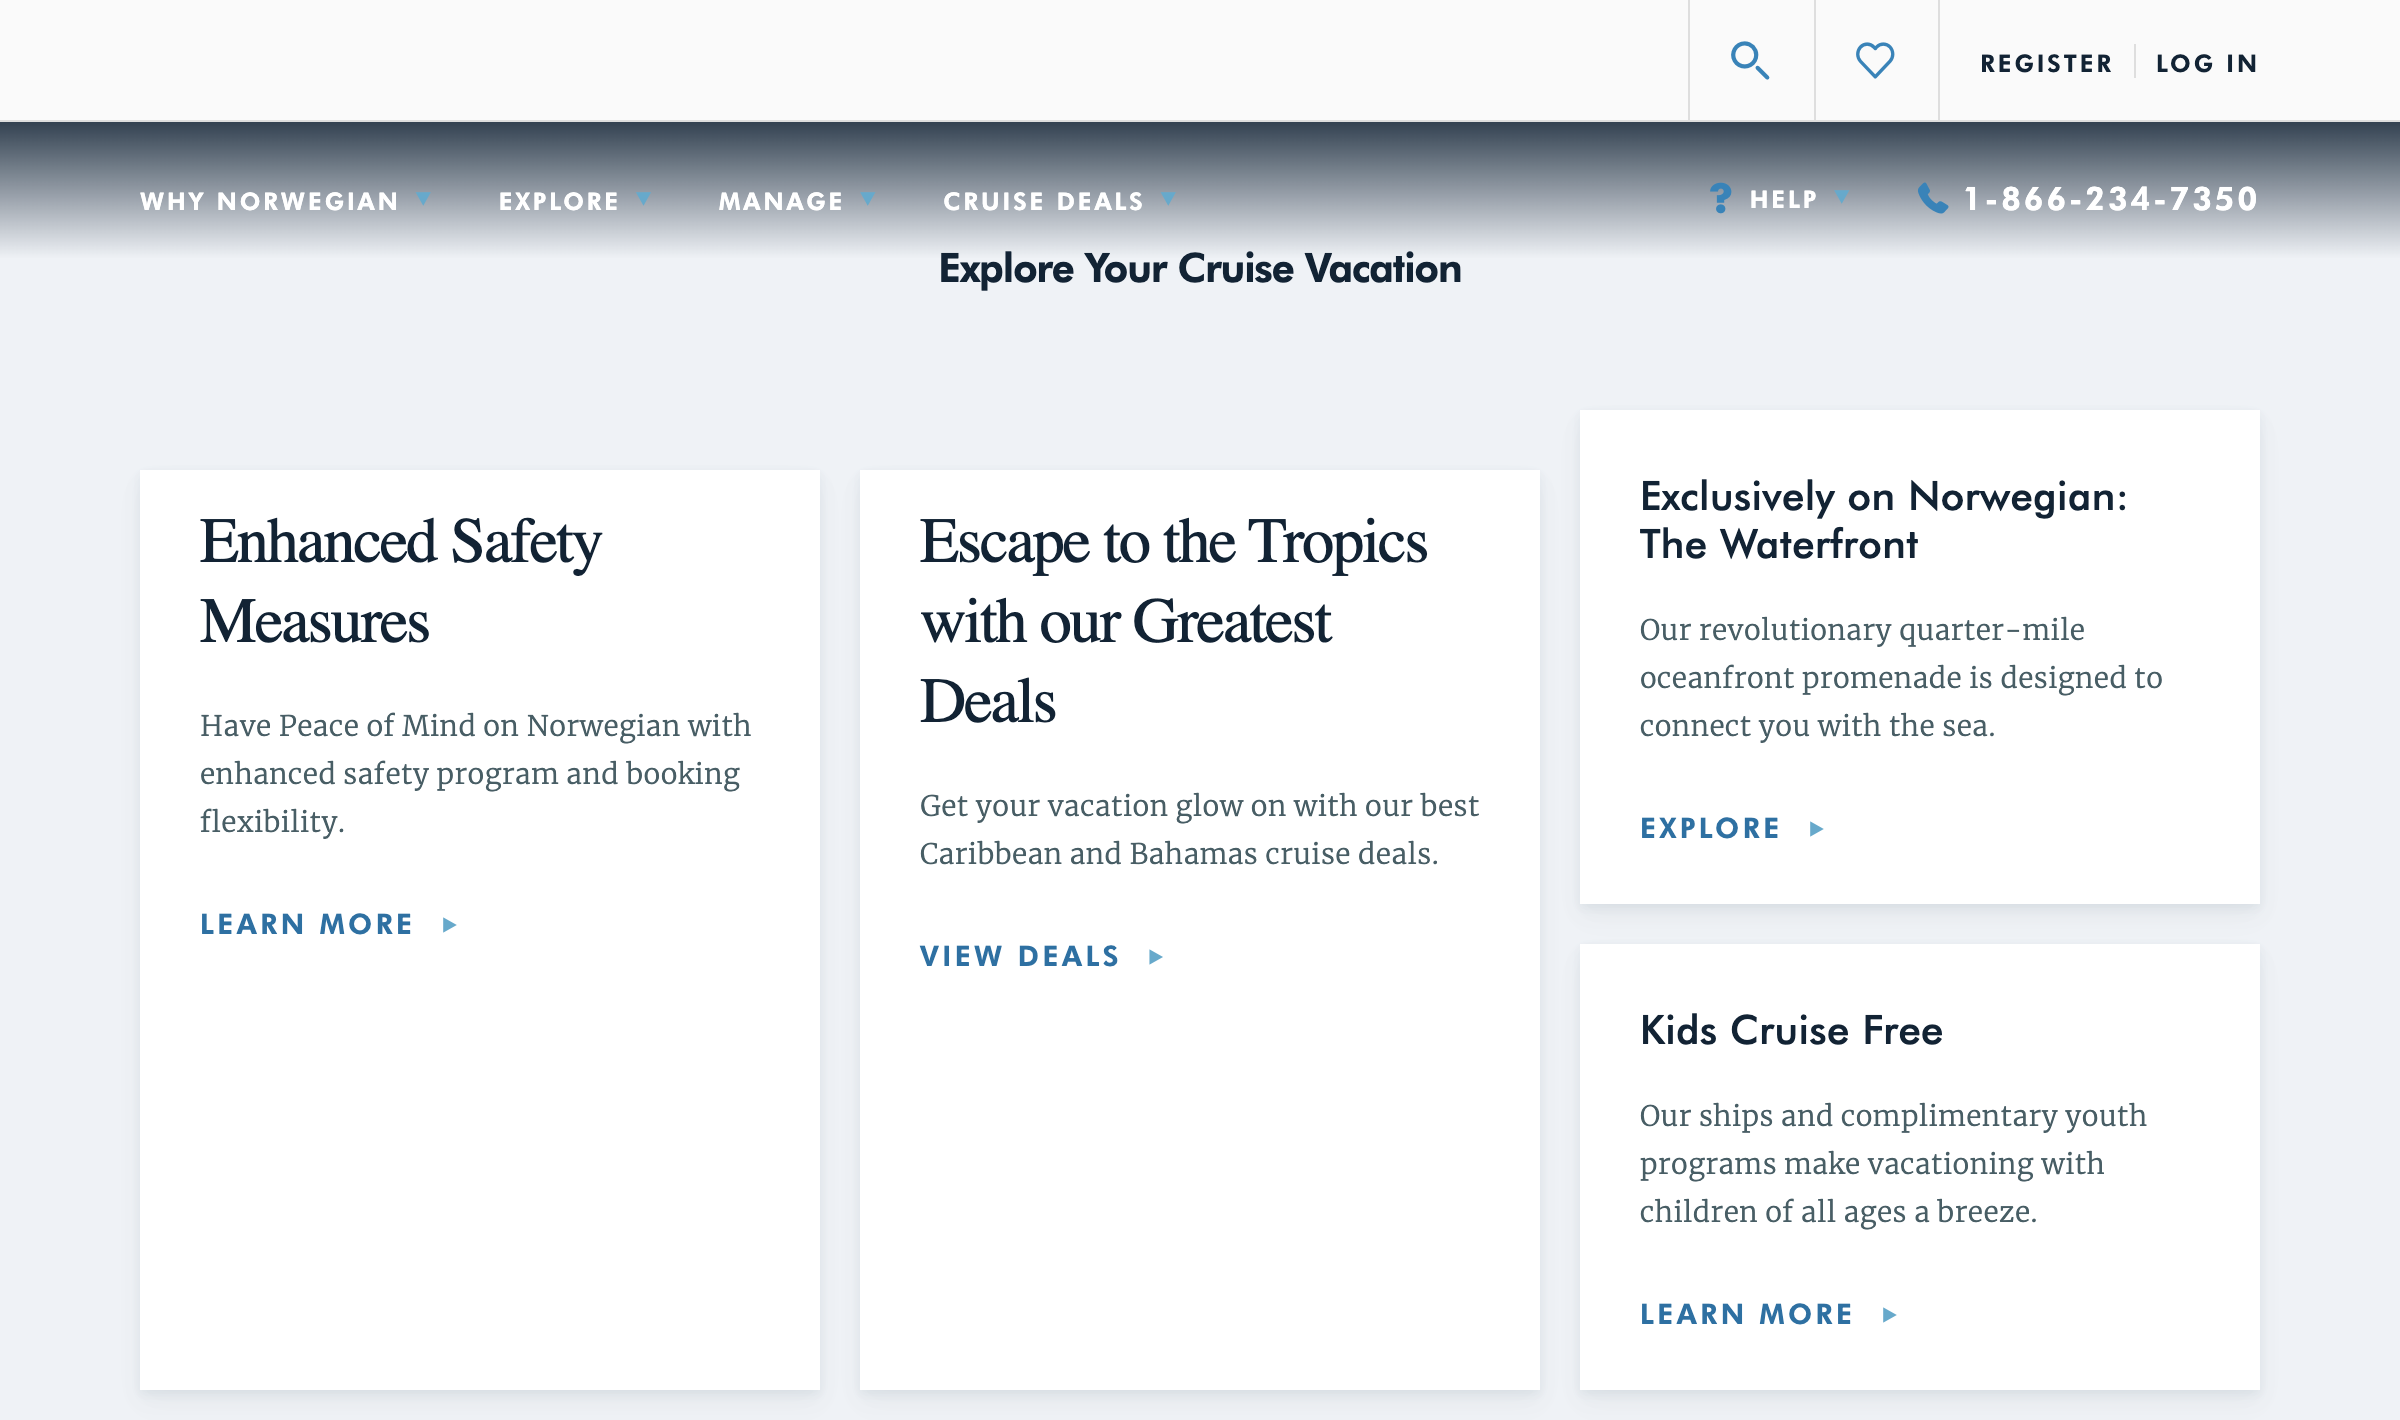 REGISTER
LOG IN
WHY NORWEGIAN
EXPLORE
MANAGE
CRUISE DEALS
? HELP
1-866-234-7350
Explore Your Cruise Vacation
Enhanced Safety
Measures
Have Peace of Mind on Norwegian with
enhanced safety program and booking
flexibility.
LEARN MORE
Escape to the Tropics
with our Greatest
Deals
Get your vacation glow on with our best
Caribbean and Bahamas cruise deals.
VIEW DEALS
Exclusively on Norwegian:
The Waterfront
Our revolutionary quarter-mile
oceanfront promenade is designed to
connect you with the sea.
EXPLORE
Kids Cruise Free
Our ships and complimentary youth
programs make vacationing with
children of all ages a breeze.
LEARN MORE